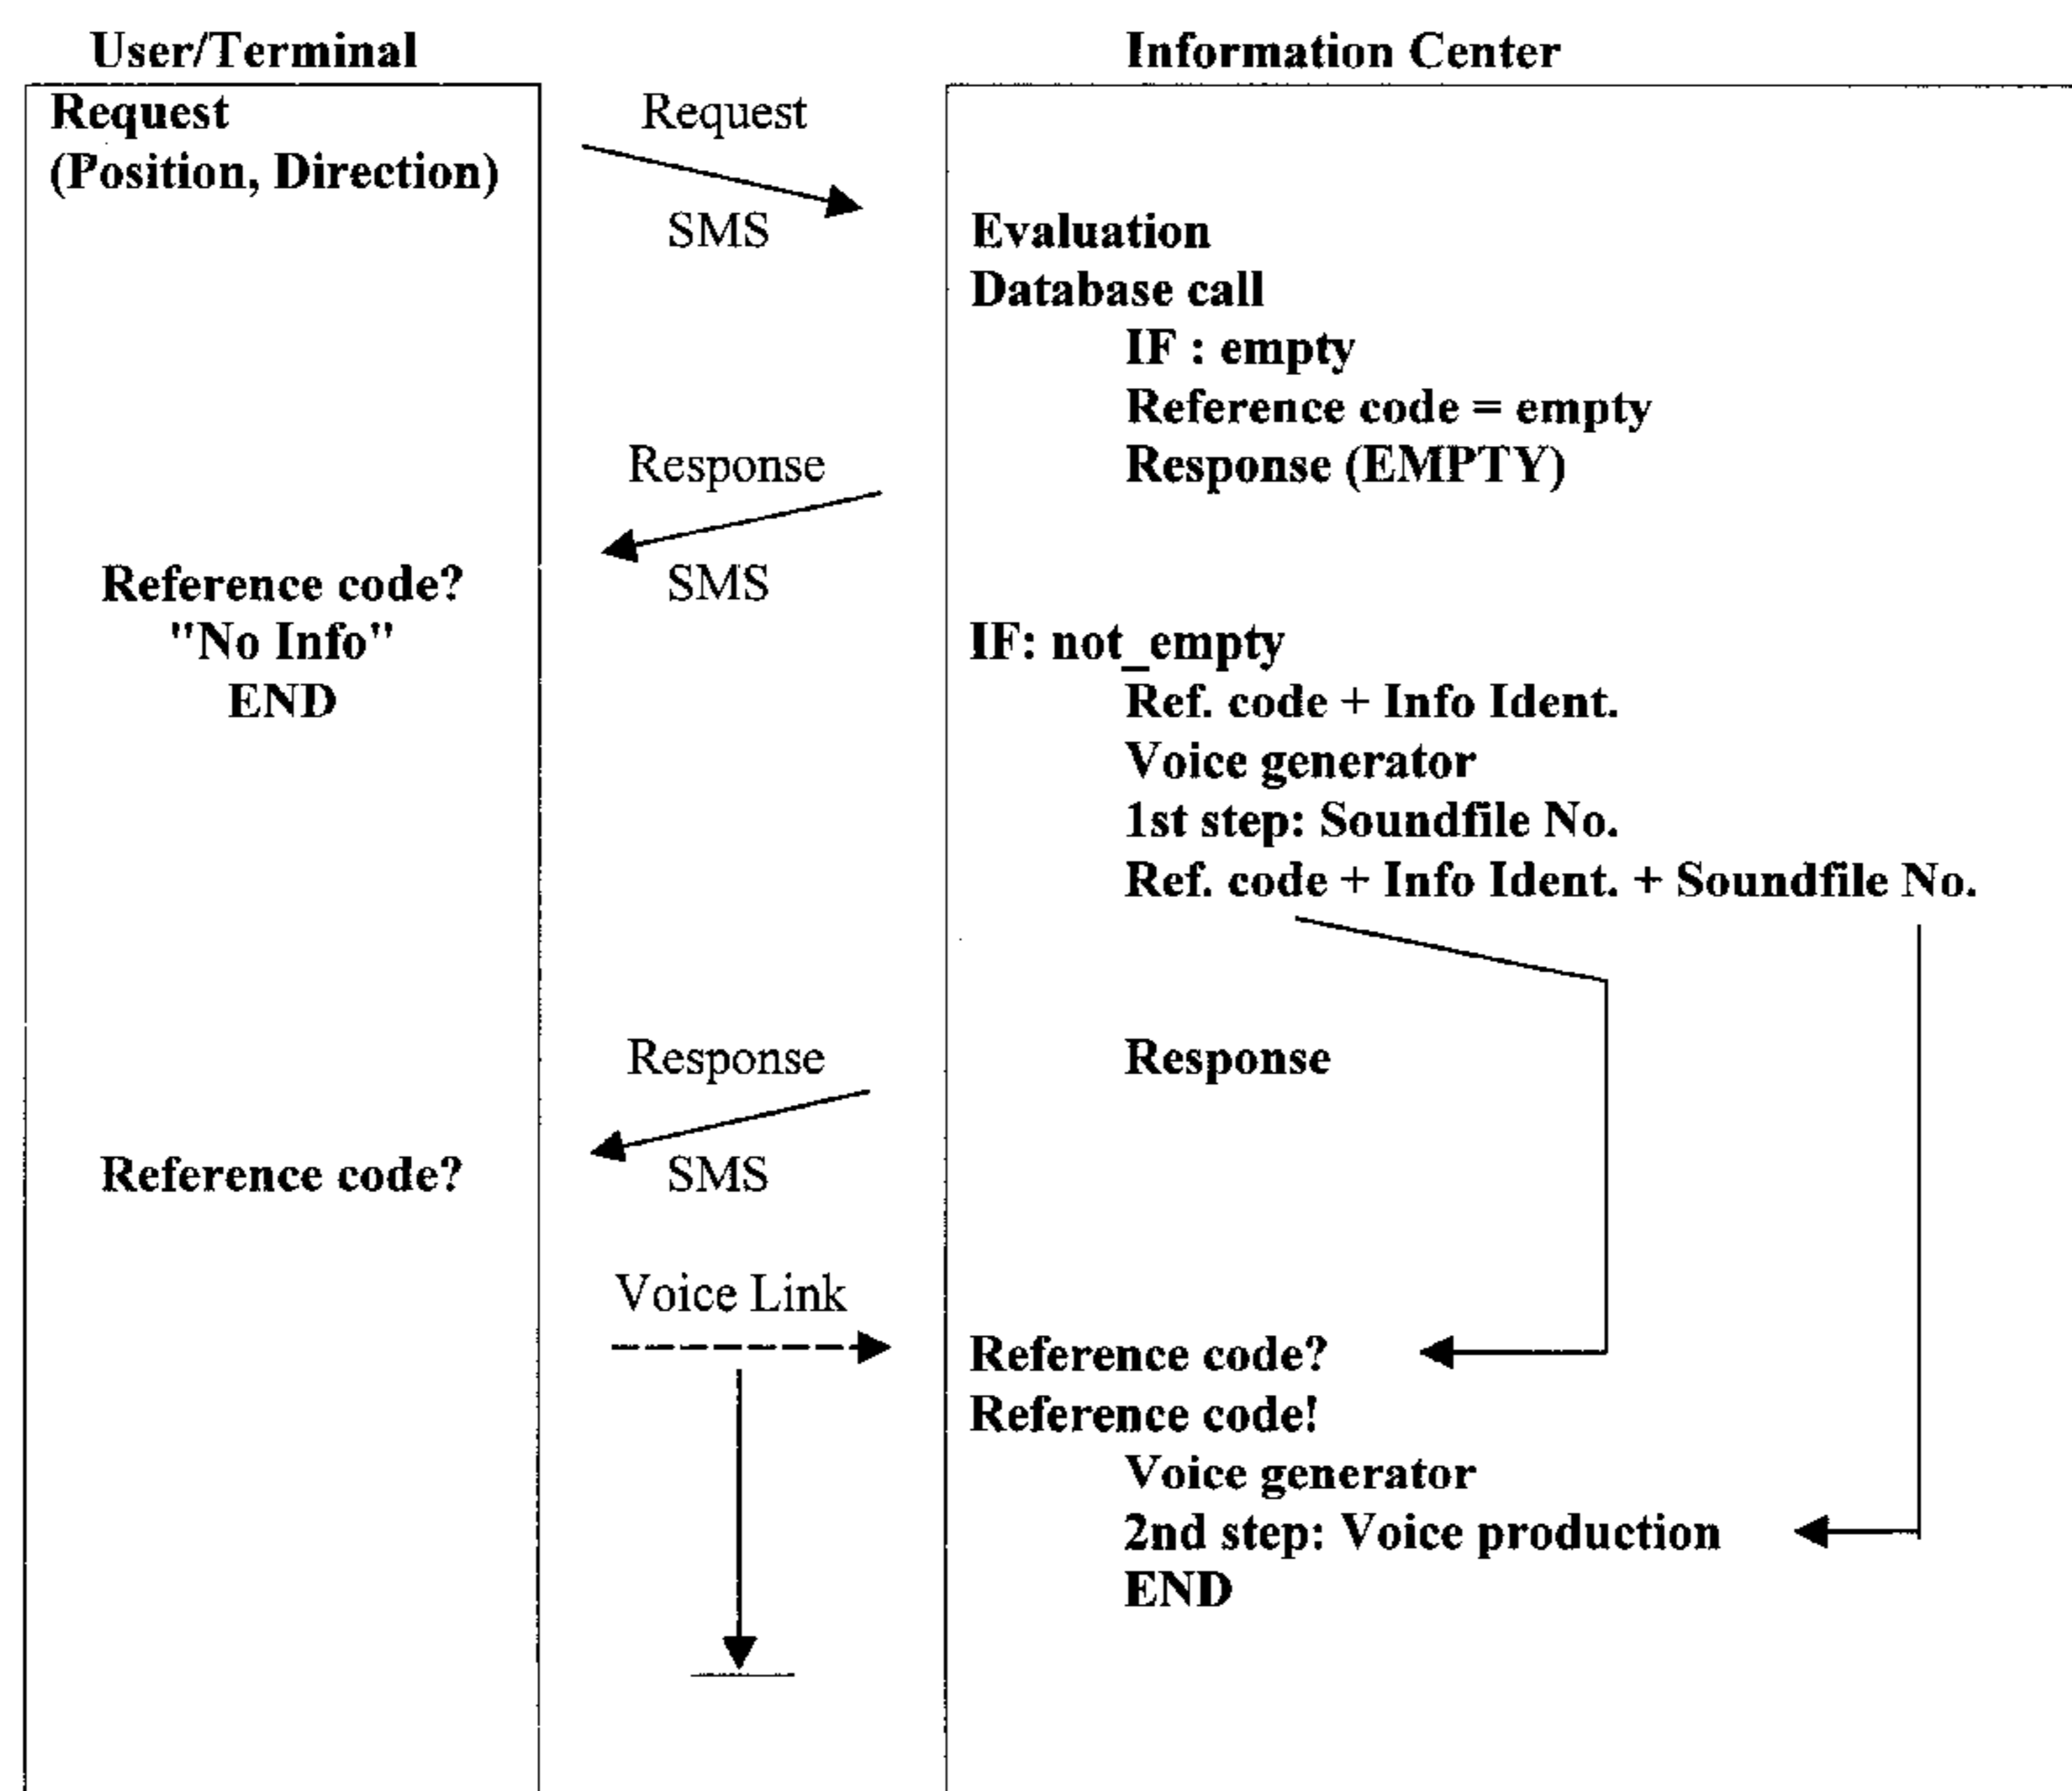 User/Terminal
Information Center
Request
(Position, Direction)
Request
SMS
Evaluation
Database call
IF : empty
Reference code = empty
Response (EMPTY)
Response
SMS
Reference code?
"No Info"
END
IF: not_empty
Ref. code + Info Ident.
Voice generator
1st step: Soundfile No.
Ref. code + Info Ident. + Soundfile No.
Response
Response
SMS
Reference code?
Voice Link
Reference code?
Reference code!
Voice generator
2nd step: Voice production
END